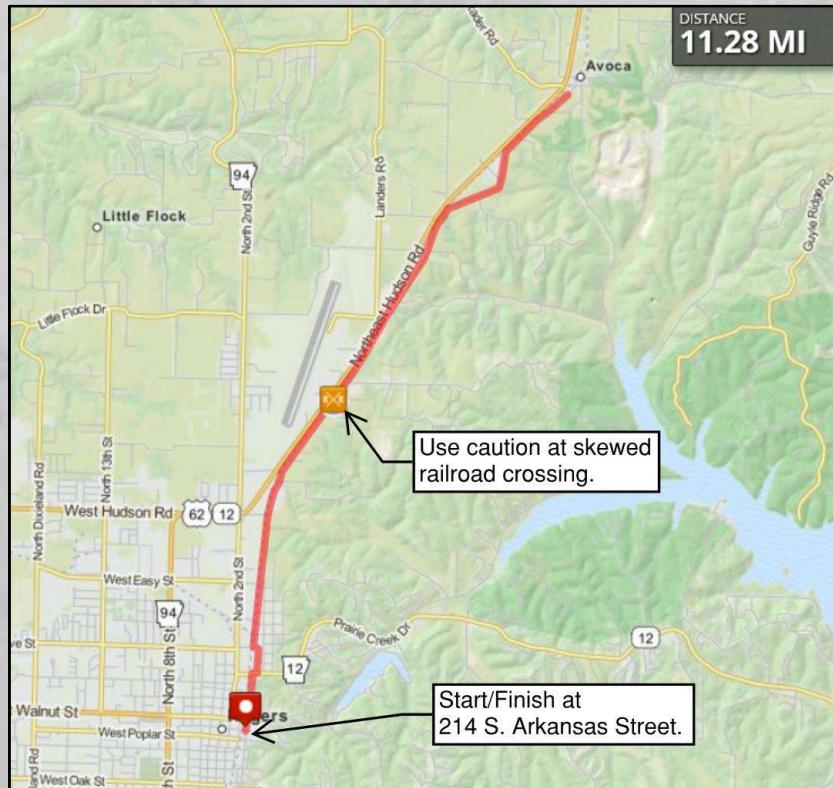 DISTANCE
11.28 MI
Avoca
94
North 2nd St
Landers Rd
Guyle Ridge Rd
Little Flock
Northeast Hudson Rd
Little Flock Dr
Use caution at skewed
railroad crossing.
North 13th St
North Dixieland Rd
West Hudson Rd
62
12
West Easy St
North 2nd St
94
North 8th St
Prairie Creek Dr
12
12
Start/Finish at
214 S. Arkansas Street.
Walnut St
West Poplar St
West Oak St